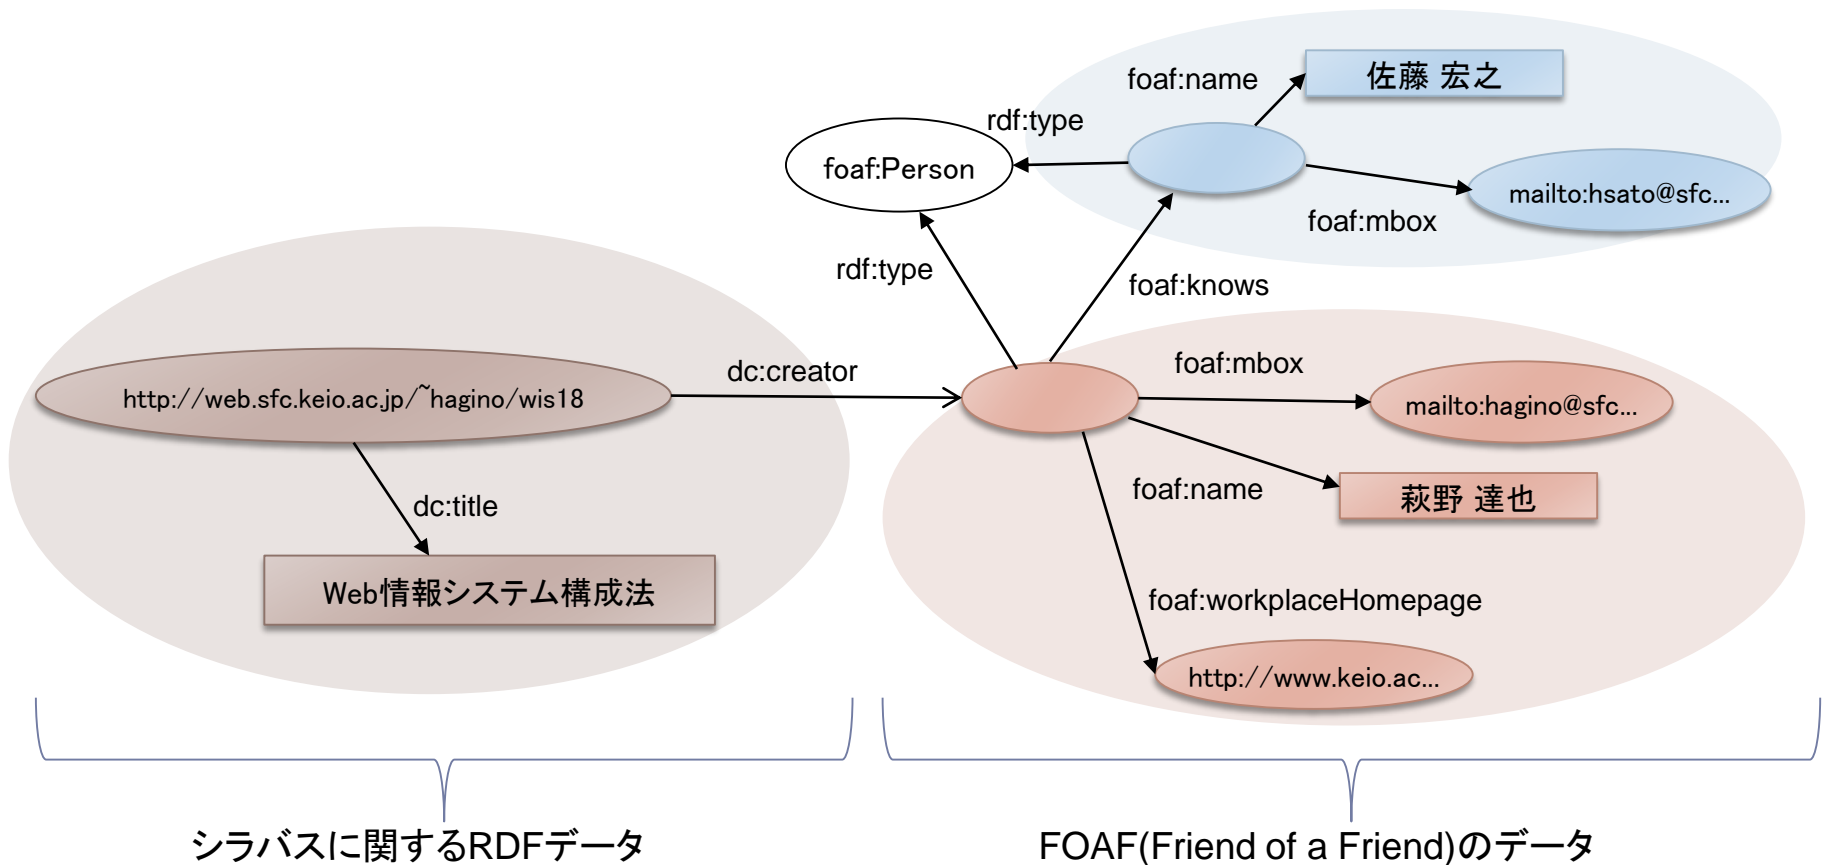 foaf:name
佐藤 宏之
rdf:type
foaf:Person
mailto:hsato@sfc...
foaf:mbox
rdf:type
foaf:knows
foaf:mbox
dc:creator
http://web.sfc.keio.ac.jp/~hagino/wis18
mailto:hagino@sfc...
foaf:name
萩野 達也
dc:title
Web情報システム構成法
foaf:workplaceHomepage
http://www.keio.ac...
シラバスに関するRDFデータ
FOAF(Friend of a Friend)のデータ